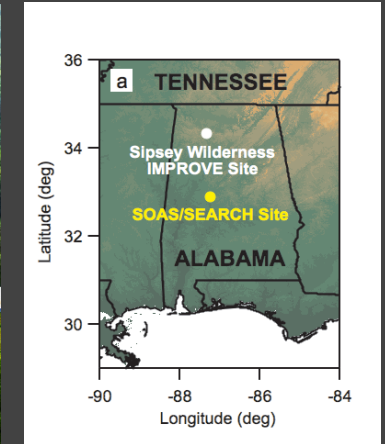 36
a TENNESSEE
34
Sipsey Wilderness
IMPROVE Site
SOAS/SEARCH Site
32
ALABAMA
30
Latitude (deg)
-90 -88 -86 -84
Longitude (deg)